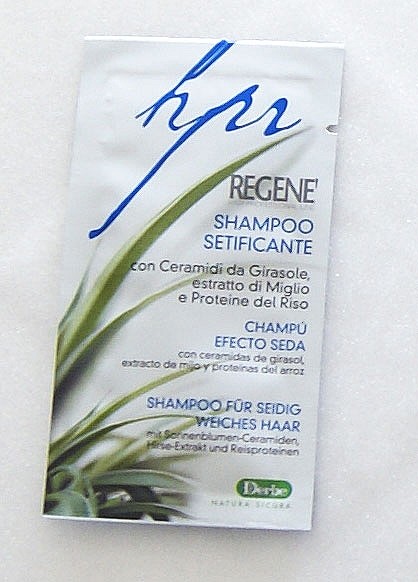 hpr
REGENE'
SHAMPOO
SETIFICANTE
con Ceramidi da Girasole,
estratto di Miglio
e Proteine del Riso
CHAMPÚ
EFECTO SEDA
con ceramidas de girasol,
extracto de mijo y proteinas del arroz
SHAMPOO FÜR SEIDIG
WEICHES HAAR
mit Sonnenblumen-Ceramiden,
Hirse-Extrakt und Reisproteinen
Derbe
NATURA SICURA